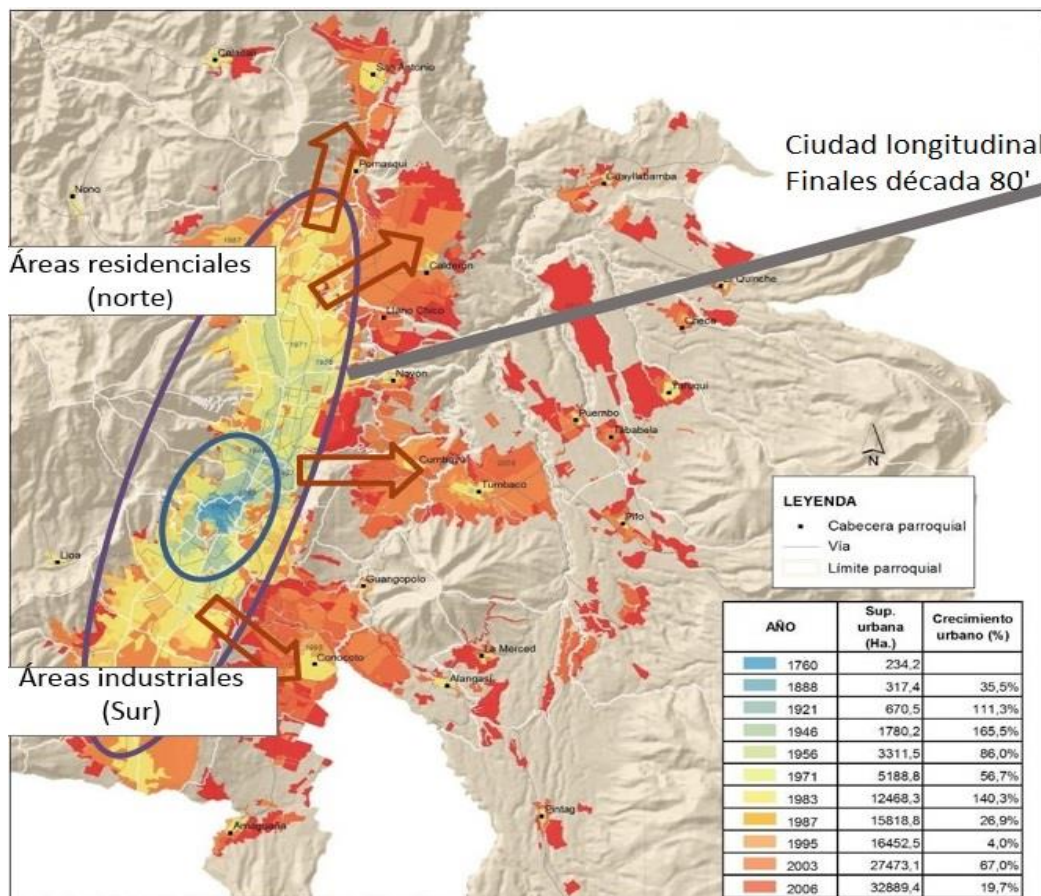 Calacalí
San Antonio
Ciudad longitudinal
Finales década 80'
Pomasqui
Guayllabamba
Nono
1987
Áreas residenciales
(norte)
Calderón
Quinche
Llano Chico
Checa
1971
Nayon
Yaruqui
Puembo
Tababela
N
Cumbayá
Tumbaco
LEYENDA
Cabecera parroquial
Vía
Límite parroquial
Pifo
Lloa
Guangopolo
La Merced
Conocoto
Alangasí
Áreas industriales
(Sur)
Pintag
Amaguaña
AÑO Sup. urbana (Ha.) Crecimiento urbano (%)
1760 234,2
1888 317,4 35,5%
1921 670,5 111,3%
1946 1780,2 165,5%
1956 3311,5 86,0%
1971 5188,8 56,7%
1983 12468,3 140,3%
1987 15818,8 26,9%
1995 16452,5 4,0%
2003 27473,1 67,0%
2006 32889,4 19,7%